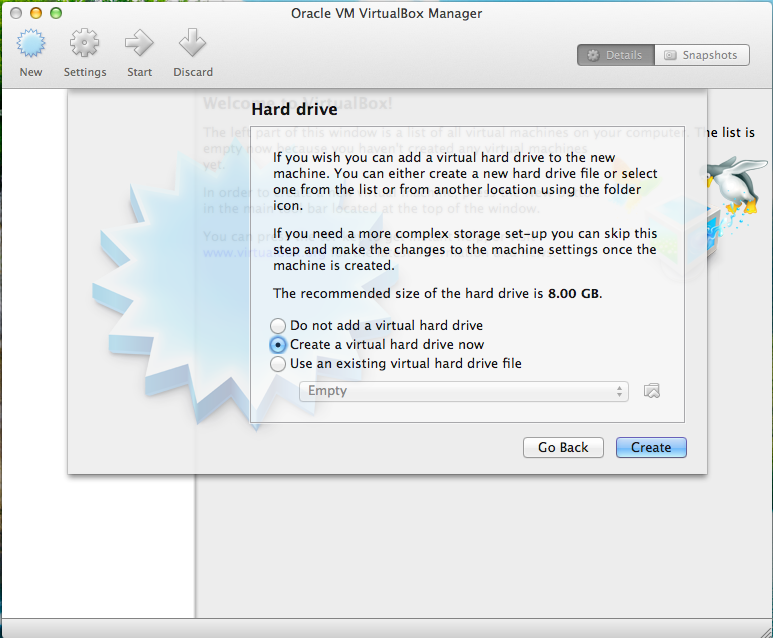 Oracle VM VirtualBox Manager
New
Settings
Start
Discard
Details
Snapshots
Welcome to VirtualBox!
The left part of this window is a list of all virtual machines on your computer. The list is
empty now because you haven't created any virtual machines
yet.
In order to
in the main bar located at the top of the window.
You can
www.virtual
Hard drive
If you wish you can add a virtual hard drive to the new
machine. You can either create a new hard drive file or select
one from the list or from another location using the folder
icon.
If you need a more complex storage set-up you can skip this
step and make the changes to the machine settings once the
machine is created.
The recommended size of the hard drive is 8.00 GB.
Do not add a virtual hard drive
Create a virtual hard drive now
Use an existing virtual hard drive file
Empty
Go Back
Create